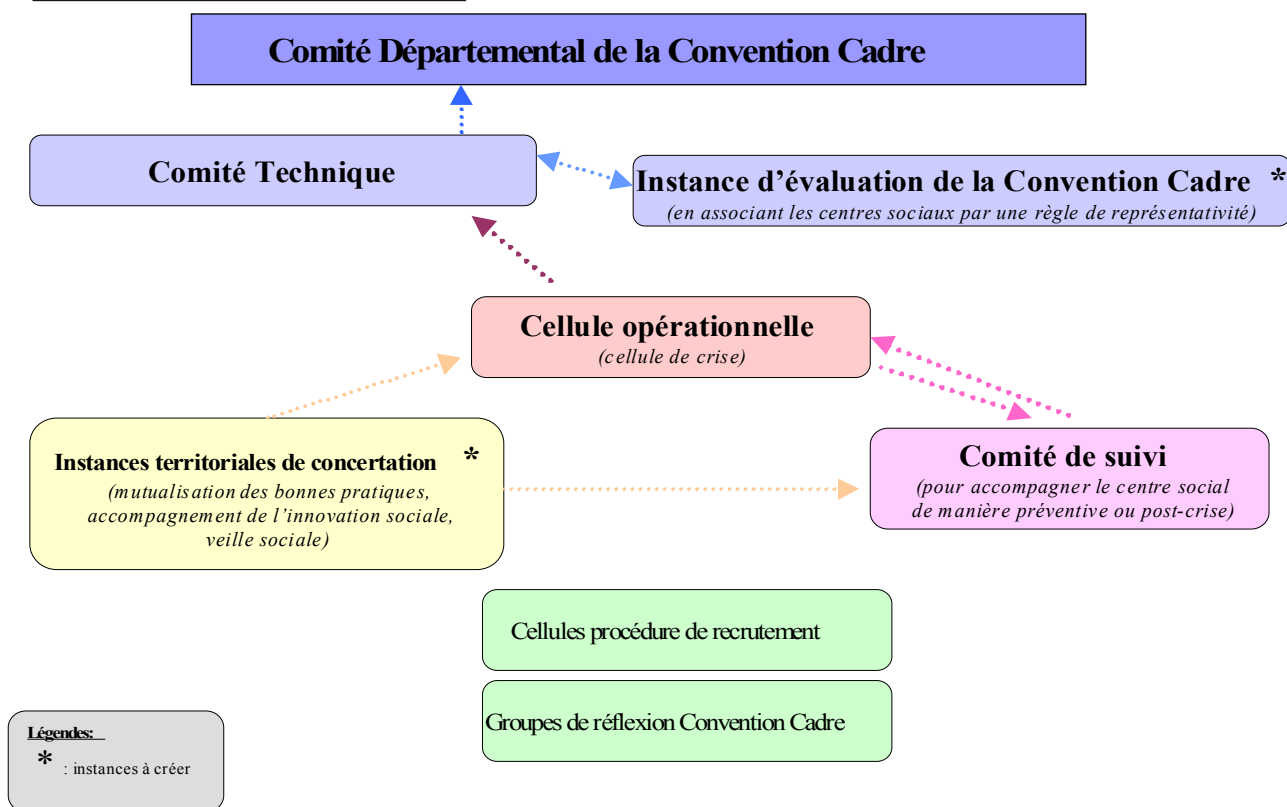 Comité Départemental de la Convention Cadre
Comité Technique
Instance d’évaluation de la Convention Cadre *
(en associant les centres sociaux par une règle de représentativité)
Cellule opérationnelle
(cellule de crise)
Instances territoriales de concertation *
(mutualisation des bonnes pratiques,
accompagnement de l’innovation sociale,
veille sociale)
Comité de suivi
(pour accompagner le centre social
de manière préventive ou post-crise)
Cellules procédure de recrutement
Groupes de réflexion Convention Cadre
Légendes:
* : instances à créer